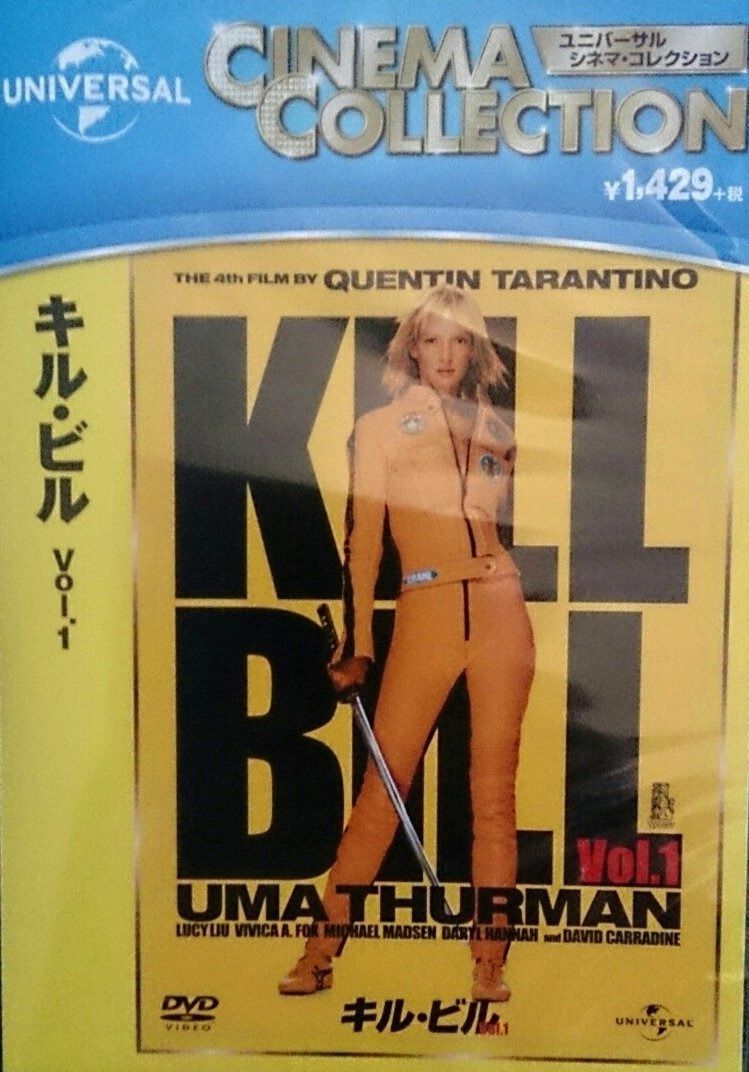 UNIVERSAL
CINEMA
COLLECTION
ユニバーサル
シネマ・コレクション
¥1,429+税
キル・ビル Vol.1
THE 4th FILM BY QUENTIN TARANTINO
KILL
BILL
Vol.1
CRANE
UMA THURMAN
LUCY LIU VIVICA A. FOX MICHAEL MADSEN DARYL HANNAH and DAVID CARRADINE
DVD
VIDEO
キル・ビル Vol.1
UNIVERSAL